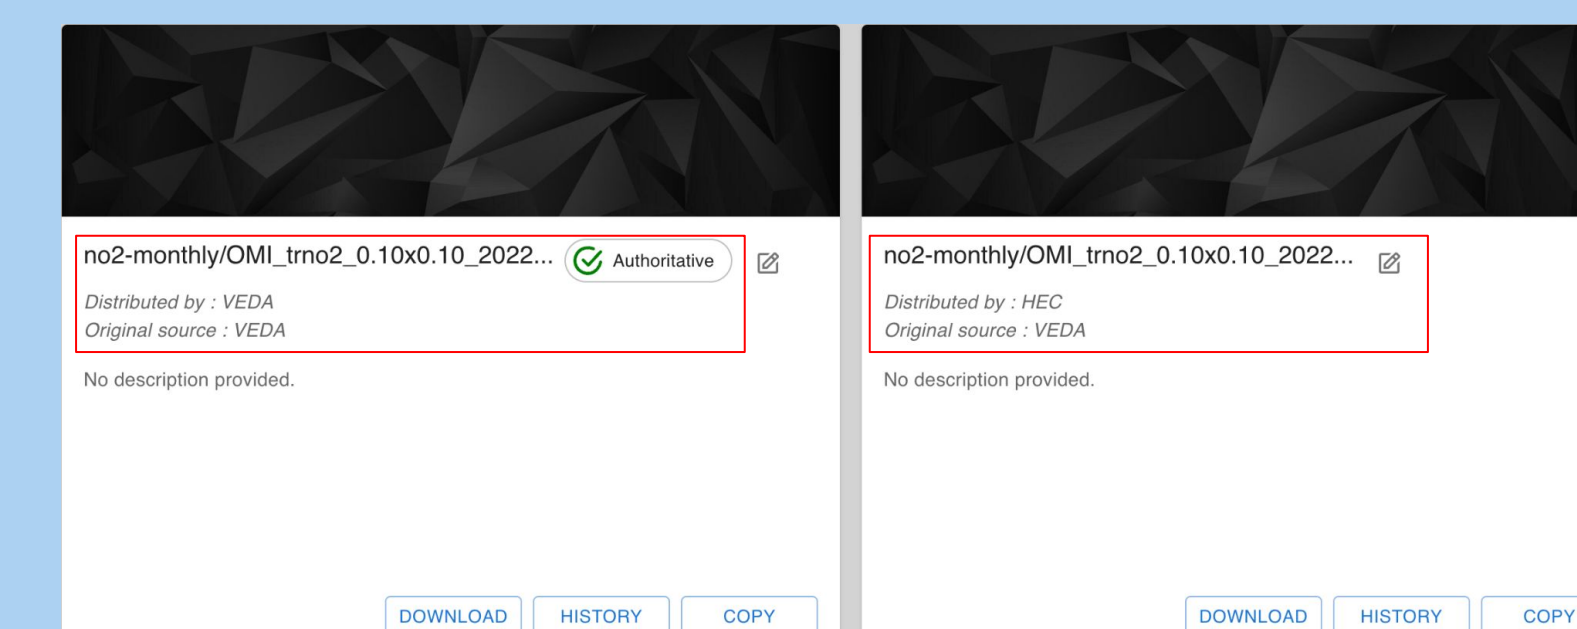 no2-monthly/OMI_trno2_0.10x0.10_2022... Authoritative
Distributed by : VEDA
Original source : VEDA
No description provided.
DOWNLOAD HISTORY COPY
no2-monthly/OMI_trno2_0.10x0.10_2022...
Distributed by : HEC
Original source : VEDA
No description provided.
DOWNLOAD HISTORY COPY